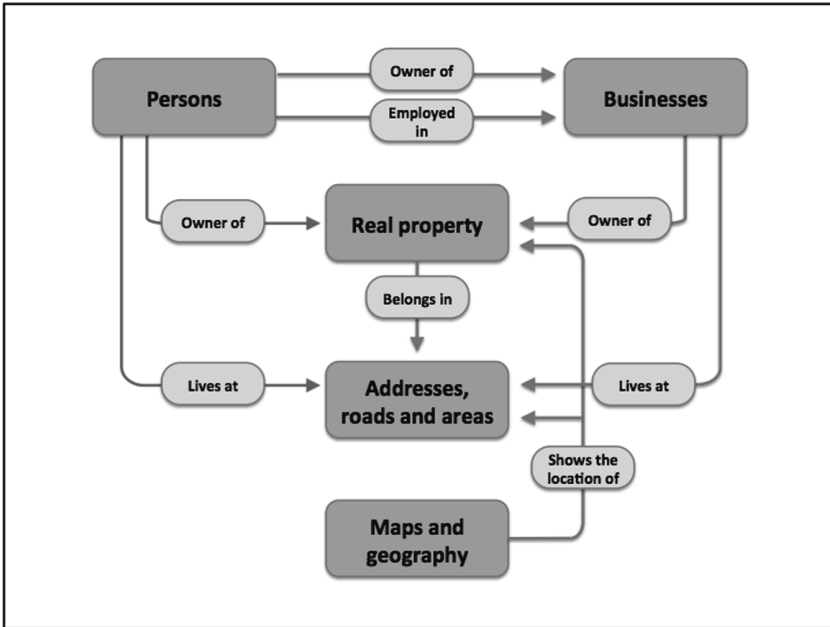 Owner of
Persons
Businesses
Employed
in
Owner of
Real property
Owner of
Belongs in
Lives at
Addresses,
roads and areas
Lives at
Shows the
location of
Maps and
geography